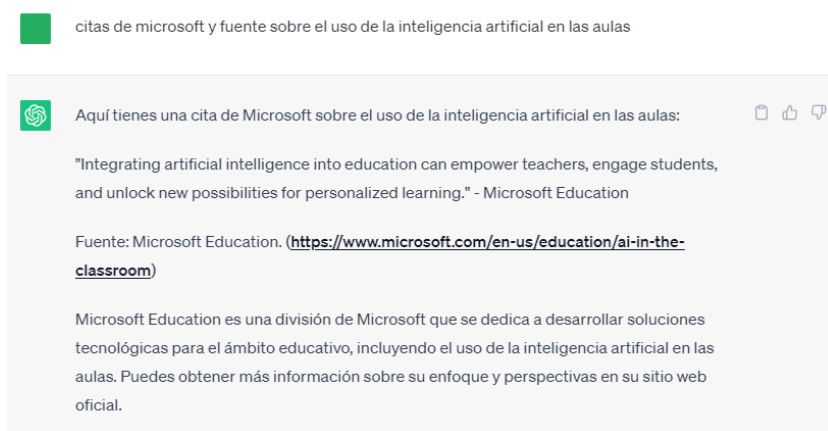 citas de microsoft y fuente sobre el uso de la inteligencia artificial en las aulas
Aquí tienes una cita de Microsoft sobre el uso de la inteligencia artificial en las aulas:
"Integrating artificial intelligence into education can empower teachers, engage students,
and unlock new possibilities for personalized learning." - Microsoft Education
Fuente: Microsoft Education. (https://www.microsoft.com/en-us/education/ai-in-the-
classroom)
Microsoft Education es una división de Microsoft que se dedica a desarrollar soluciones
tecnológicas para el ámbito educativo, incluyendo el uso de la inteligencia artificial en las
aulas. Puedes obtener más información sobre su enfoque y perspectivas en su sitio web
oficial.